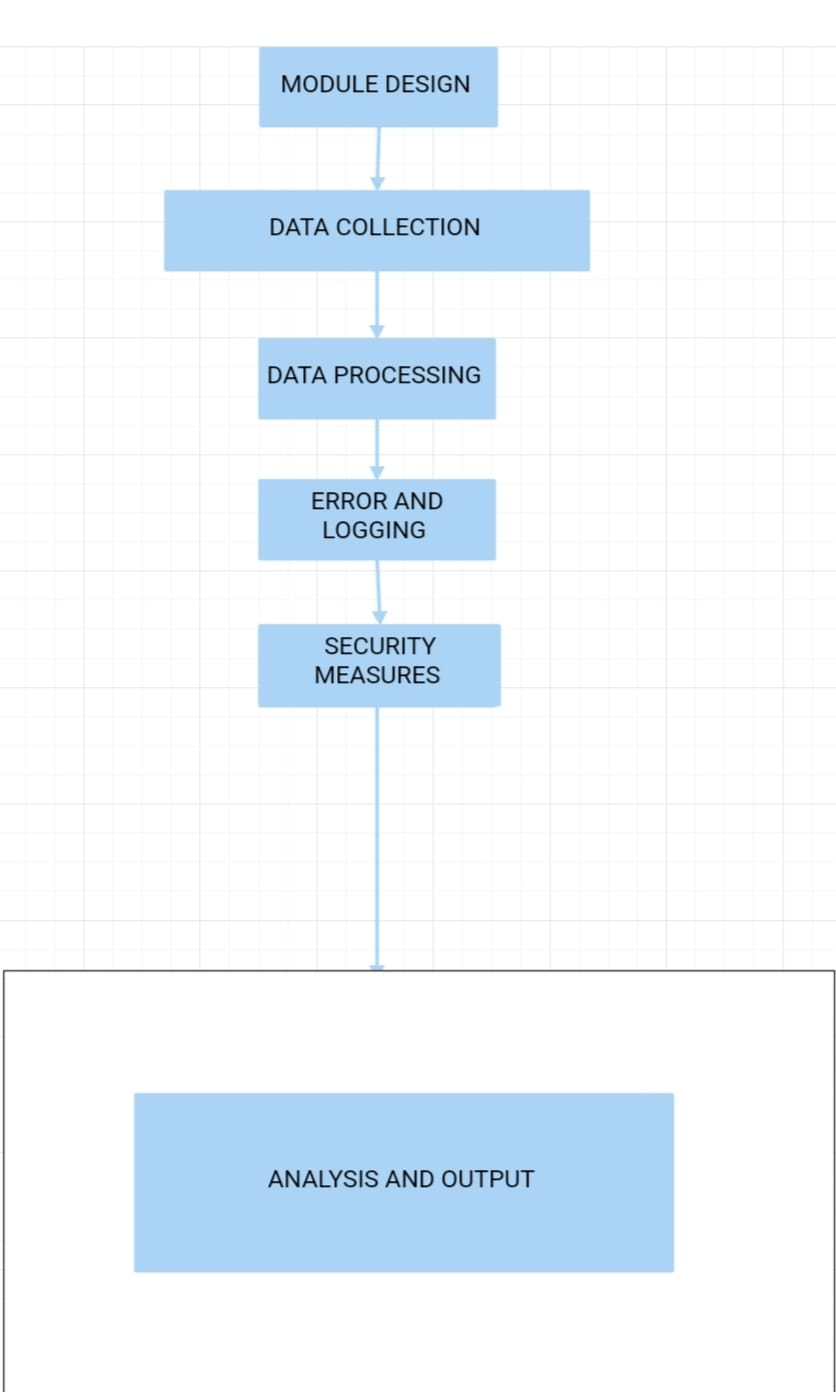 MODULE DESIGN
DATA COLLECTION
DATA PROCESSING
ERROR AND
LOGGING
SECURITY
MEASURES
ANALYSIS AND OUTPUT